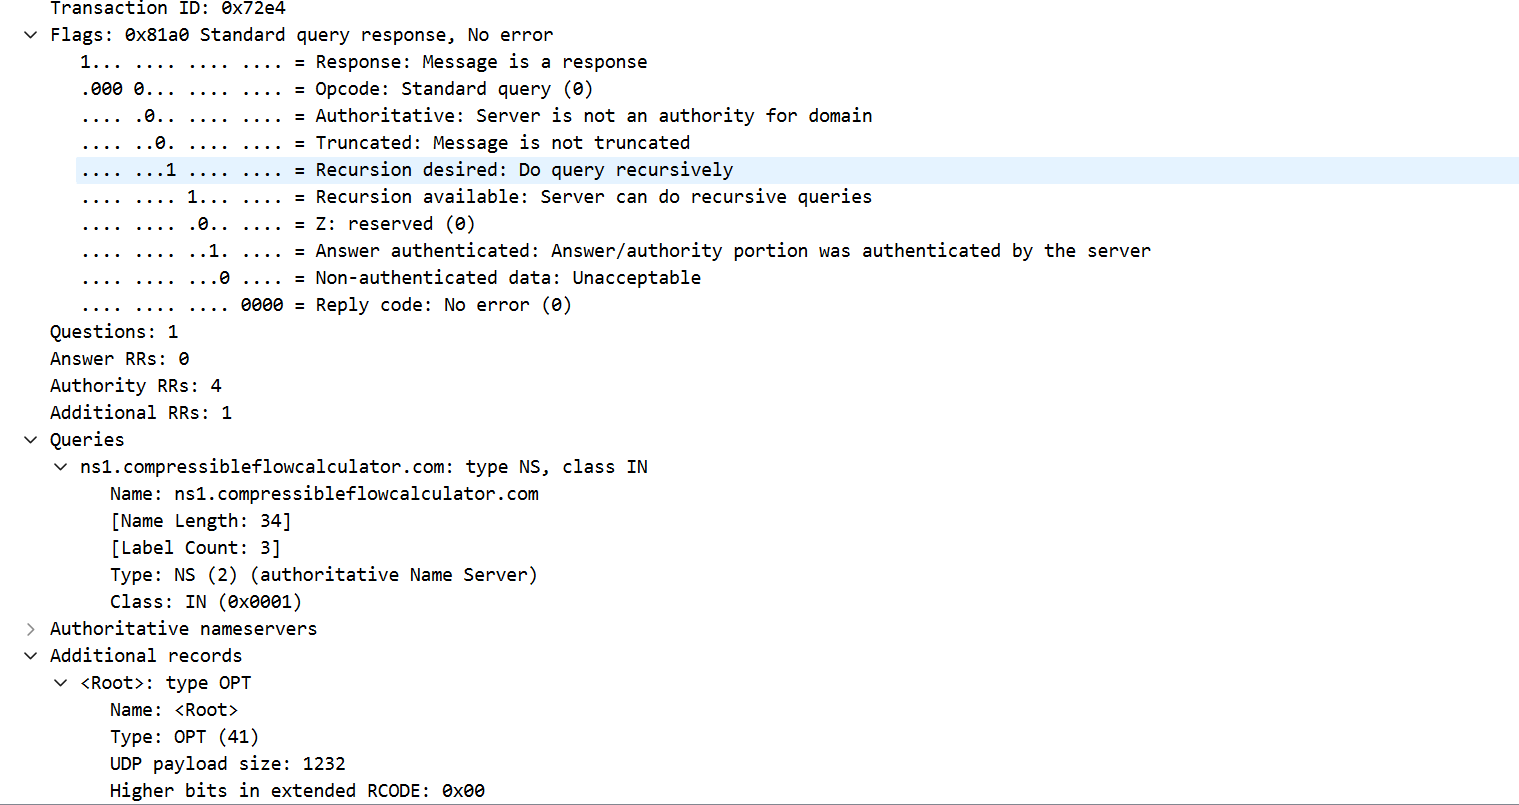 Transaction ID: 0x72e4
Flags: 0x81a0 Standard query response, No error
1... .... .... .... = Response: Message is a response
.000 0... .... .... = Opcode: Standard query (0)
.... .0.. .... .... = Authoritative: Server is not an authority for domain
.... ..0. .... .... = Truncated: Message is not truncated
.... ...1 .... .... = Recursion desired: Do query recursively
.... .... 1... .... = Recursion available: Server can do recursive queries
.... .... .0.. .... = Z: reserved (0)
.... .... ..1. .... = Answer authenticated: Answer/authority portion was authenticated by the server
.... .... ...0 .... = Non-authenticated data: Unacceptable
.... .... .... 0000 = Reply code: No error (0)
Questions: 1
Answer RRs: 0
Authority RRs: 4
Additional RRs: 1
Queries
ns1.compressibleflowcalculator.com: type NS, class IN
Name: ns1.compressibleflowcalculator.com
[Name Length: 34]
[Label Count: 3]
Type: NS (2) (authoritative Name Server)
Class: IN (0x0001)
Authoritative nameservers
Additional records
<Root>: type OPT
Name: <Root>
Type: OPT (41)
UDP payload size: 1232
Higher bits in extended RCODE: 0x00